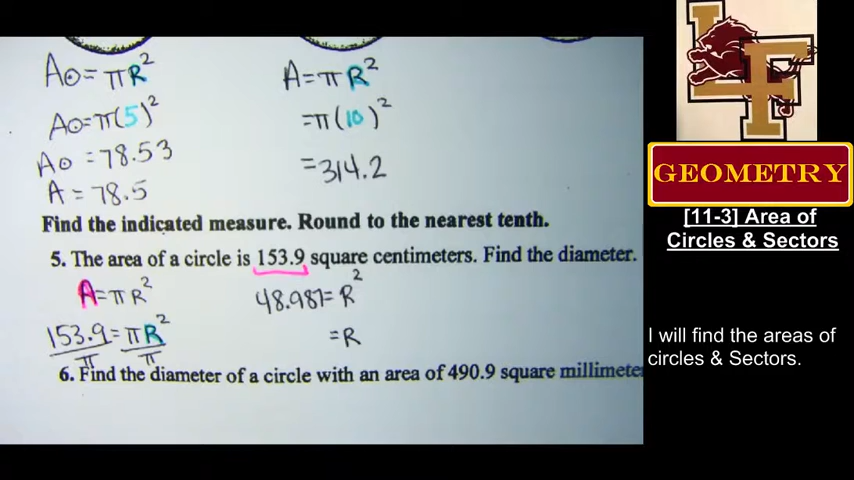 A⊙=πR²
A⊙=π(5)²
A⊙ =78.53
A = 78.5
A=πR²
=π(10)²
=314.2
Find the indicated measure. Round to the nearest tenth.
5. The area of a circle is 153.9 square centimeters. Find the diameter.
A=πR²
153.9=πR²
π π
48.987=R²
=R
6. Find the diameter of a circle with an area of 490.9 square millimete
LF
GEOMETRY
[11-3] Area of
Circles & Sectors
I will find the areas of
circles & Sectors.